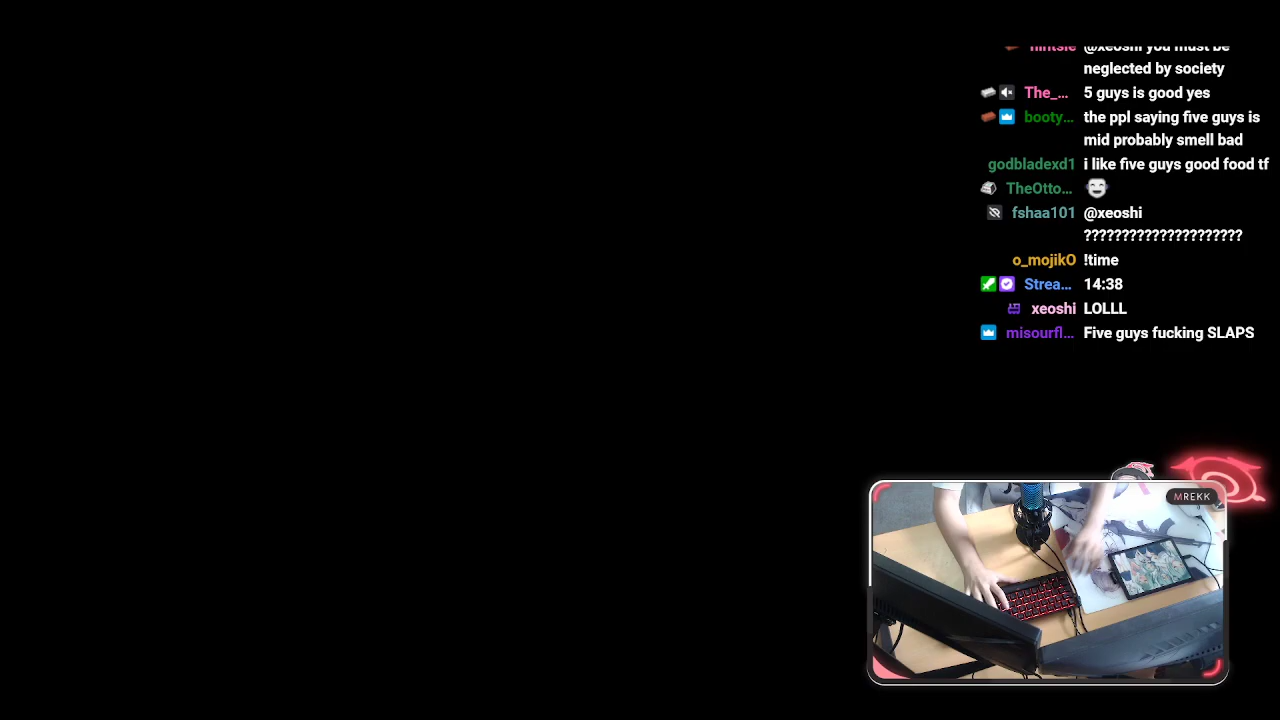 @xeoshi you must be
neglected by society
The_… 5 guys is good yes
booty… the ppl saying five guys is
mid probably smell bad
godbladexd1 i like five guys good food tf
TheOtto…
fshaa101 @xeoshi
?????????????????????
o_mojikO !time
Strea… 14:38
xeoshi LOLLL
misourfl… Five guys fucking SLAPS
MREKK